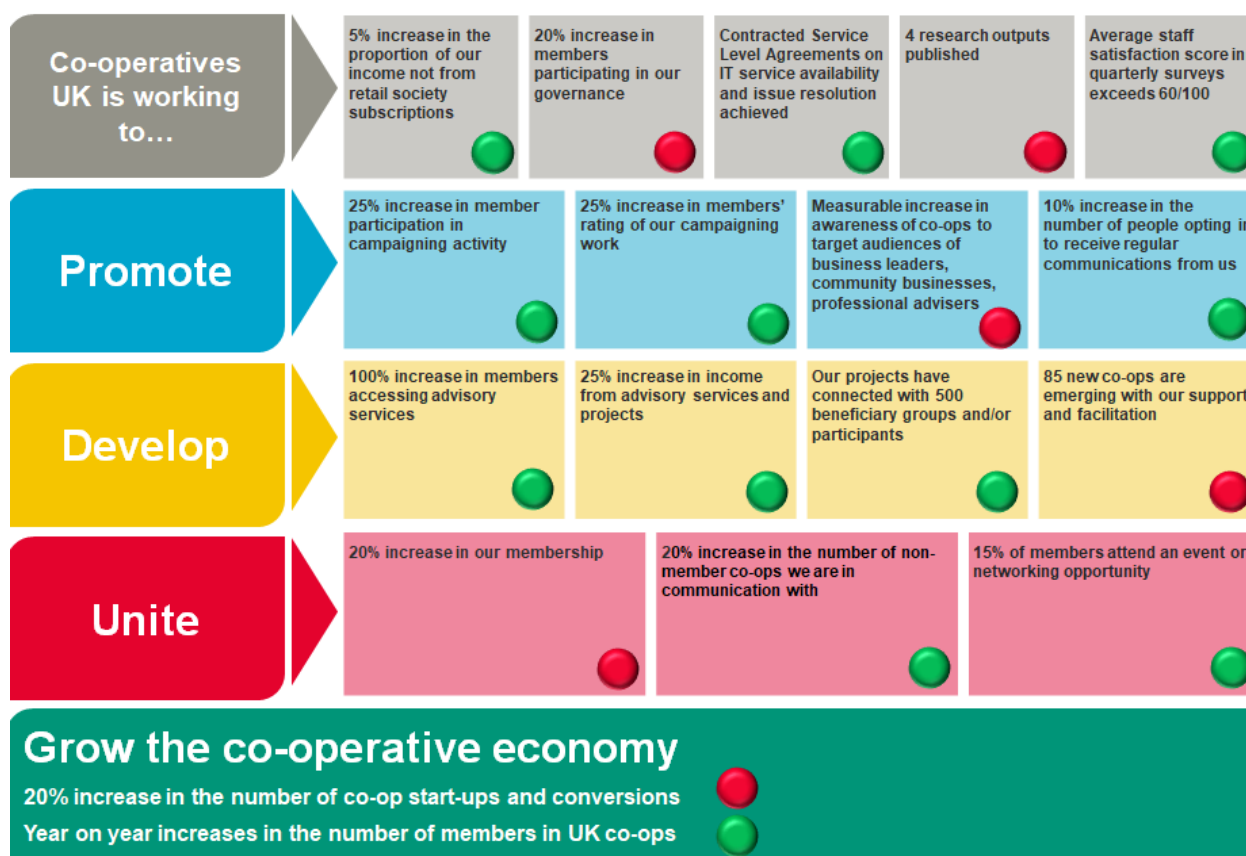 Co-operatives
UK is working
to…
5% increase in the
proportion of our
income not from
retail society
subscriptions
20% increase in
members
participating in our
governance
Contracted Service
Level Agreements on
IT service availability
and issue resolution
achieved
4 research outputs
published
Average staff
satisfaction score in
quarterly surveys
exceeds 60/100
Promote
25% increase in member
participation in
campaigning activity
25% increase in members'
rating of our campaigning
work
Measurable increase in
awareness of co-ops to
target audiences of
business leaders,
community businesses,
professional advisers
10% increase in the
number of people opting in
to receive regular
communications from us
Develop
100% increase in members
accessing advisory
services
25% increase in income
from advisory services and
projects
Our projects have
connected with 500
beneficiary groups and/or
participants
85 new co-ops are
emerging with our support
and facilitation
Unite
20% increase in our membership
20% increase in the number of non-
member co-ops we are in
communication with
15% of members attend an event or
networking opportunity
Grow the co-operative economy
20% increase in the number of co-op start-ups and conversions
Year on year increases in the number of members in UK co-ops